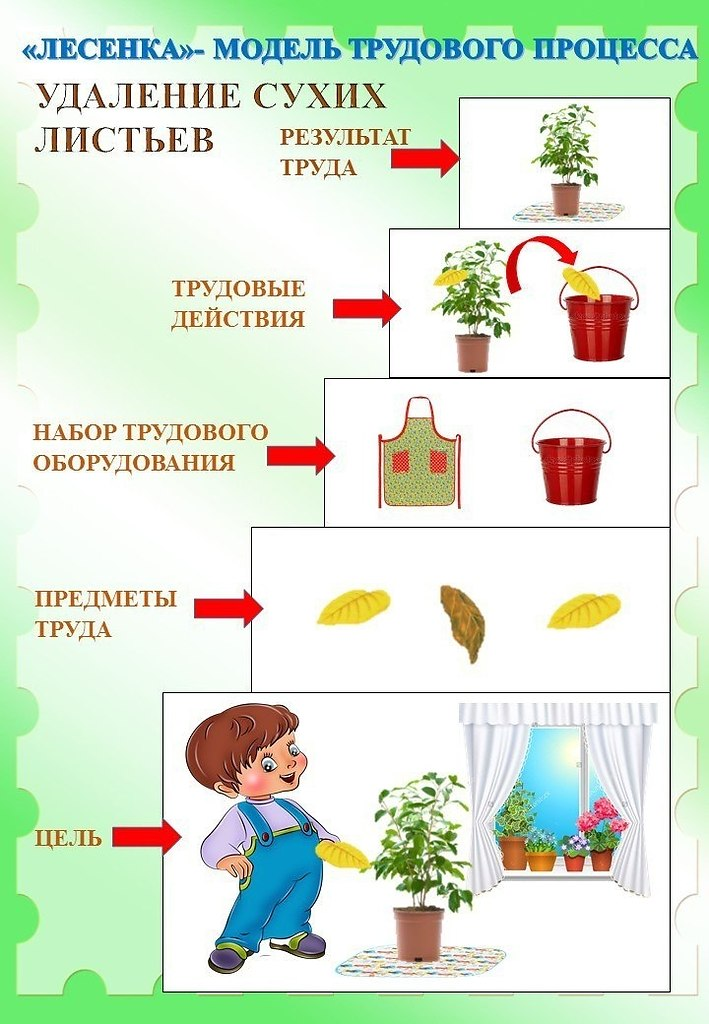 «ЛЕСЕНКА»- МОДЕЛЬ ТРУДОВОГО ПРОЦЕССА
УДАЛЕНИЕ СУХИХ
ЛИСТЬЕВ
РЕЗУЛЬТАТ
ТРУДА
ТРУДОВЫЕ
ДЕЙСТВИЯ
НАБОР ТРУДОВОГО
ОБОРУДОВАНИЯ
ПРЕДМЕТЫ
ТРУДА
ЦЕЛЬ